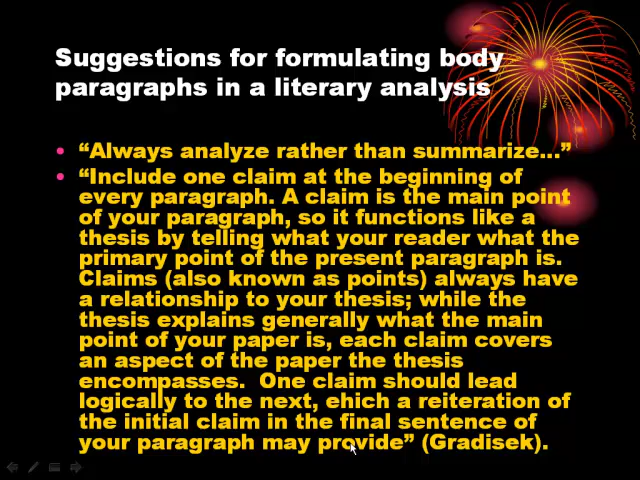 Suggestions for formulating body
paragraphs in a literary analysis
• “Always analyze rather than summarize...”
• “Include one claim at the beginning of
every paragraph. A claim is the main point
of your paragraph, so it functions like a
thesis by telling what your reader what the
primary point of the present paragraph is.
Claims (also known as points) always have
a relationship to your thesis; while the
thesis explains generally what the main
point of your paper is, each claim covers
an aspect of the paper the thesis
encompasses.  One claim should lead
logically to the next, ehich a reiteration of
the initial claim in the final sentence of
your paragraph may provide” (Gradisek).